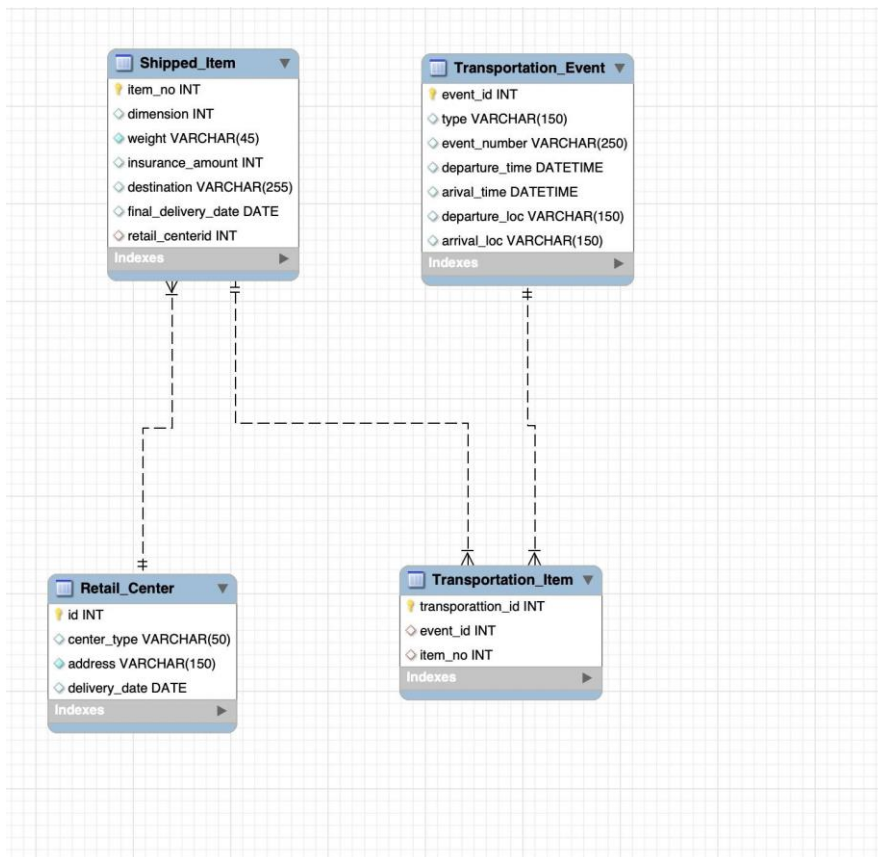 Shipped_Item
item_no INT
dimension INT
weight VARCHAR(45)
insurance_amount INT
destination VARCHAR(255)
final_delivery_date DATE
retail_centerid INT
Indexes
Transportation_Event
event_id INT
type VARCHAR(150)
event_number VARCHAR(250)
departure_time DATETIME
arival_time DATETIME
departure_loc VARCHAR(150)
arrival_loc VARCHAR(150)
Indexes
Retail_Center
id INT
center_type VARCHAR(50)
address VARCHAR(150)
delivery_date DATE
Indexes
Transportation_Item
transporattion_id INT
event_id INT
item_no INT
Indexes